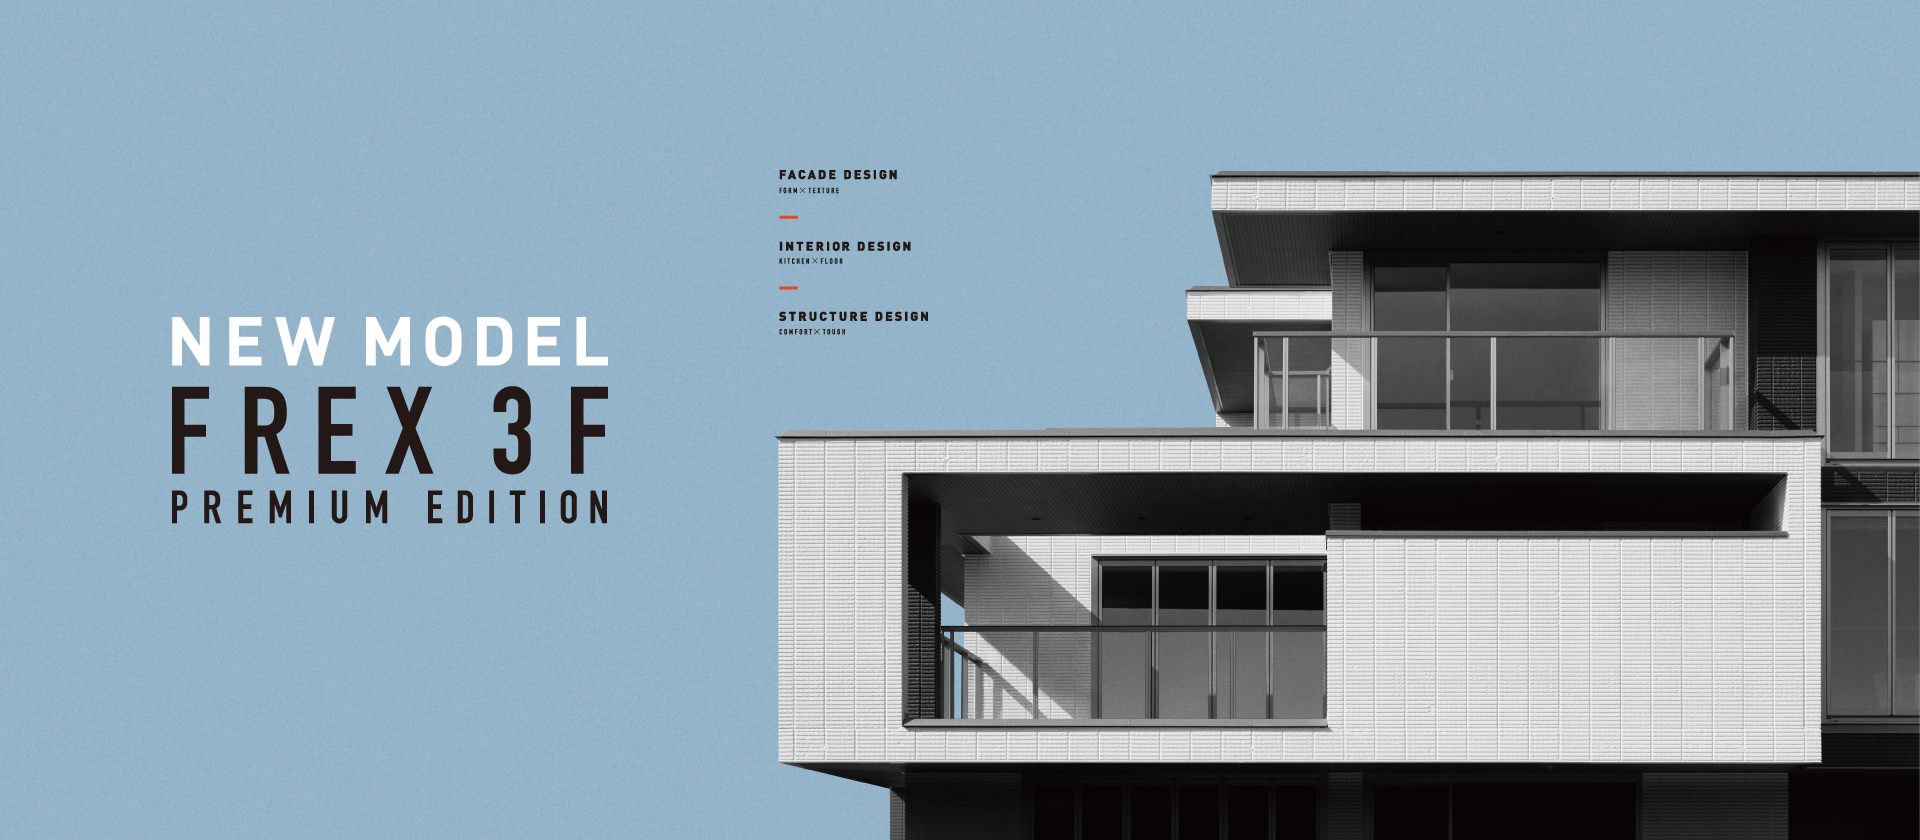 NEW MODEL
FREX 3F
PREMIUM EDITION
FACADE DESIGN
FORM×TEXTURE
INTERIOR DESIGN
KITCHEN×FLOOR
STRUCTURE DESIGN
COMFORT×TOUGH